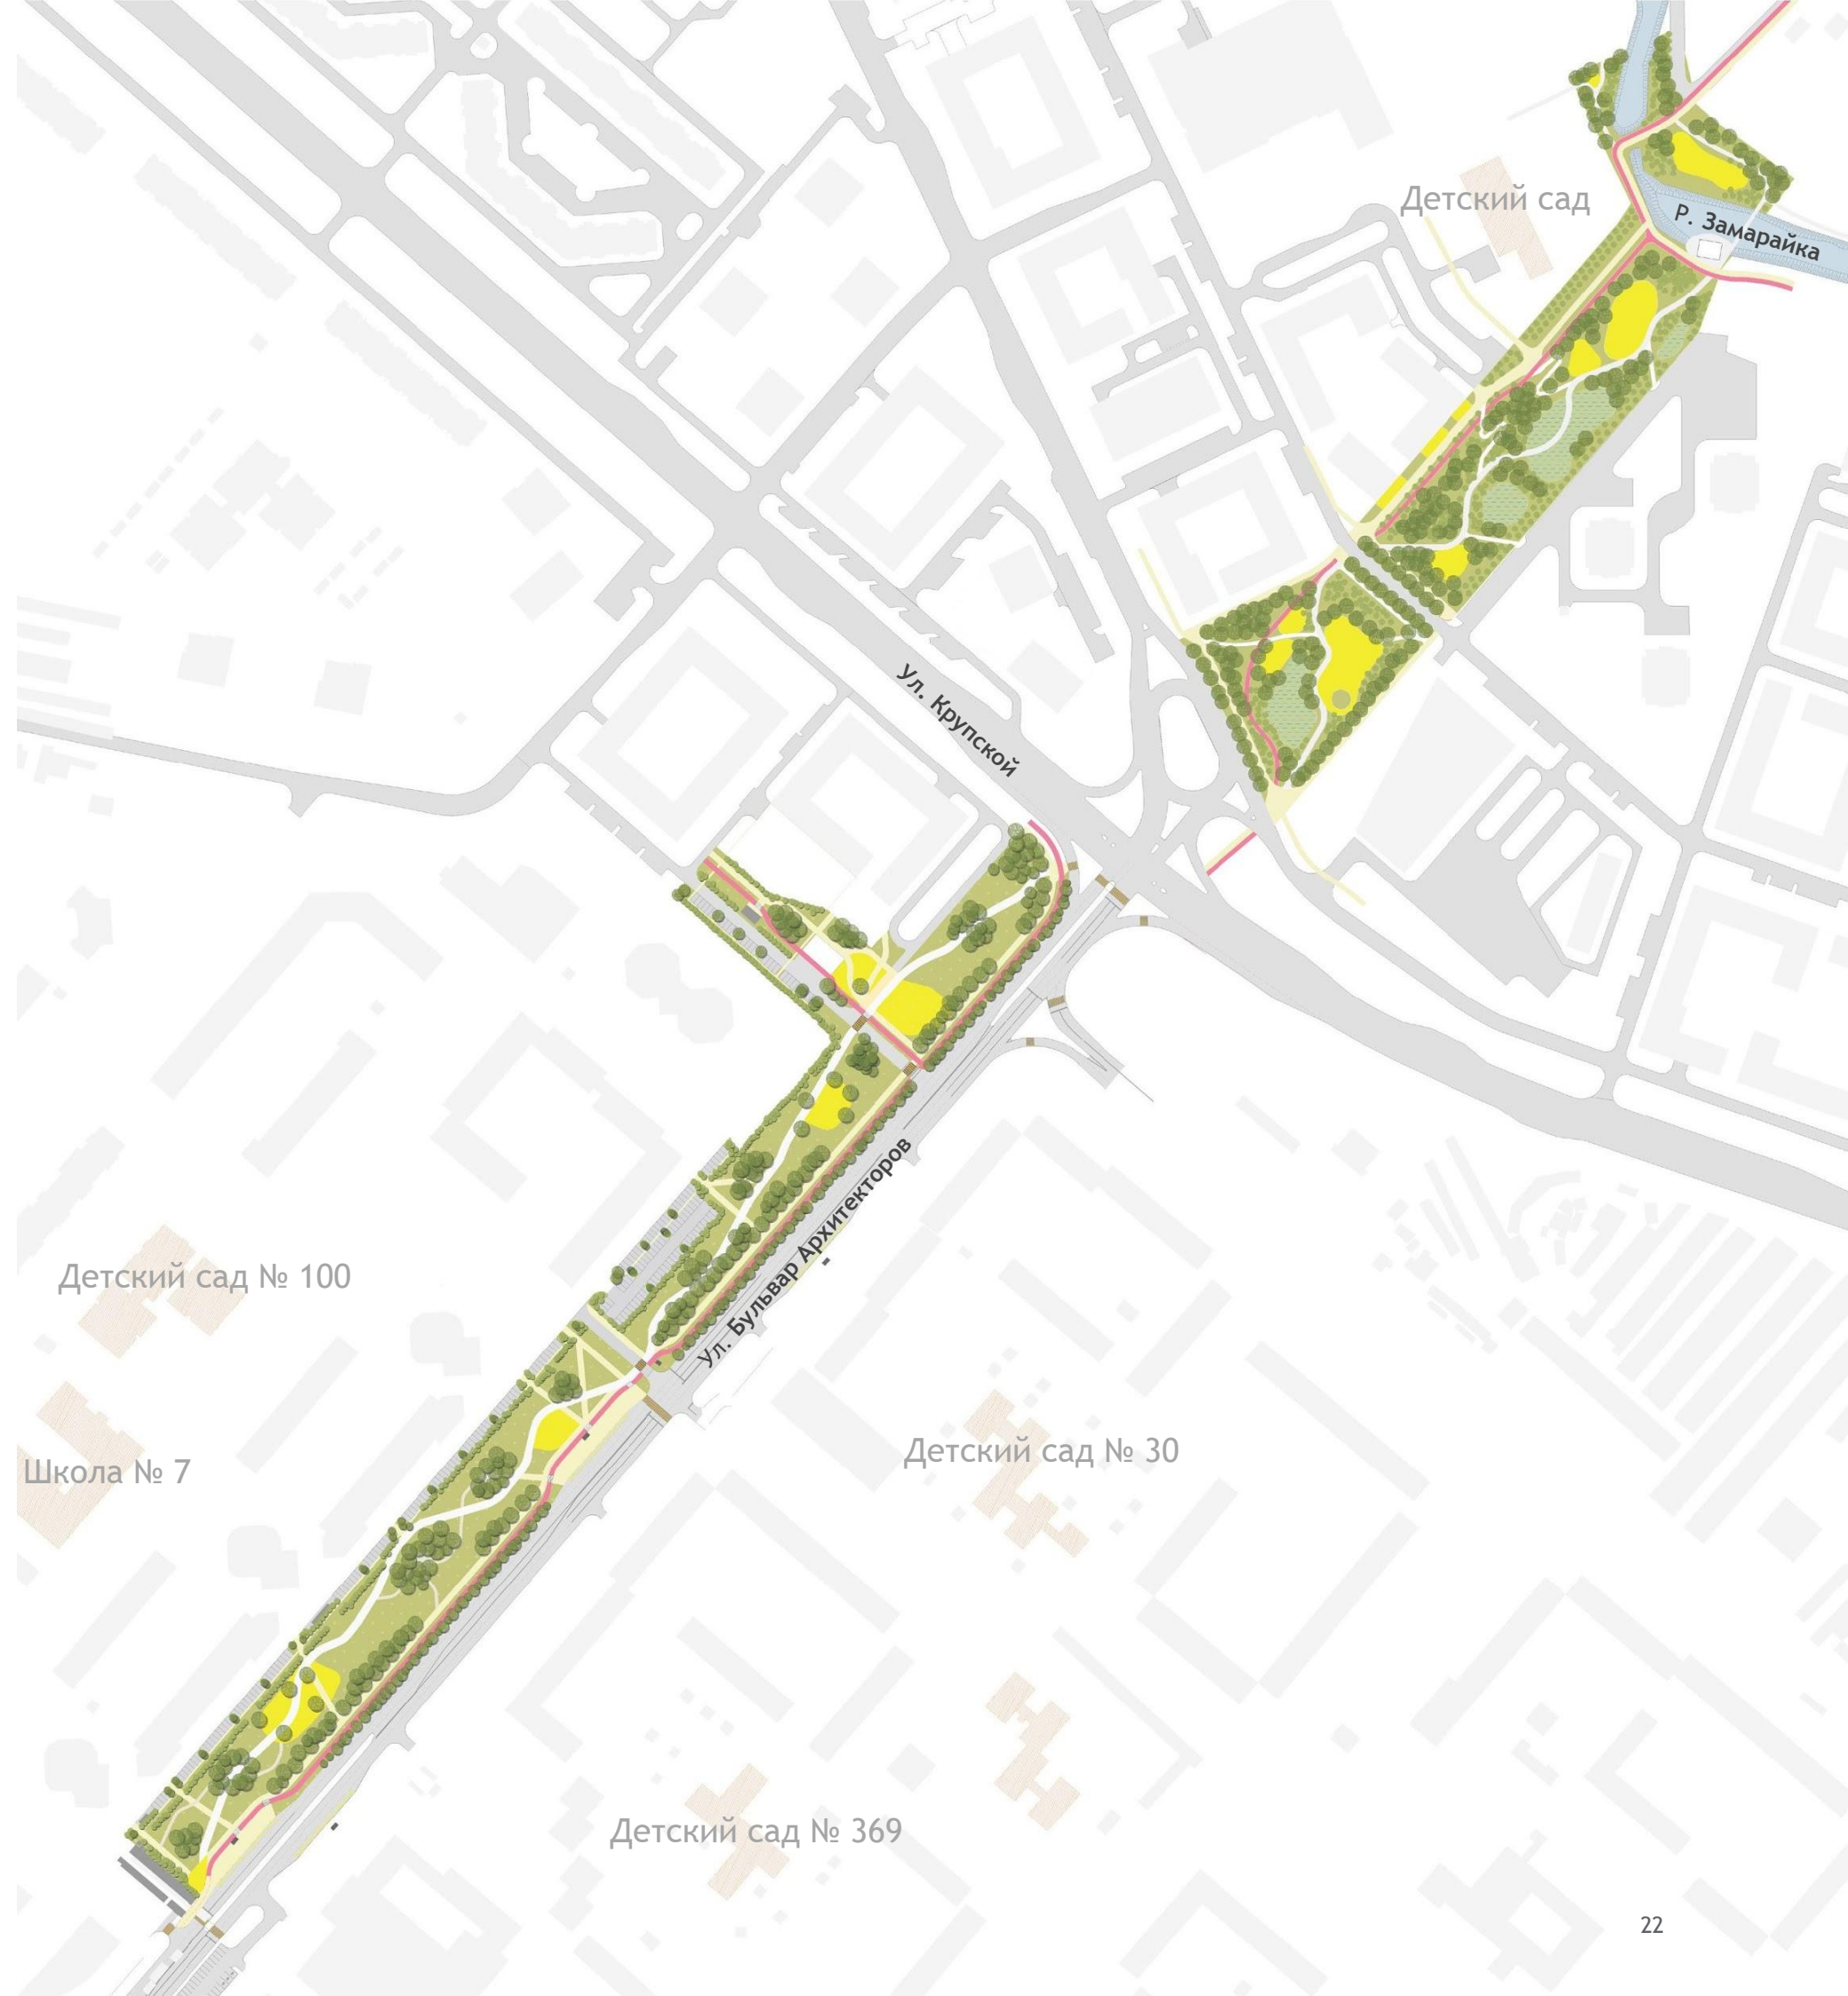 Детский сад
Р. Замарайка
Ул. Крупской
Ул. Бульвар Архитекторов
Детский сад № 100
Детский сад № 30
Школа № 7
Детский сад № 369
22